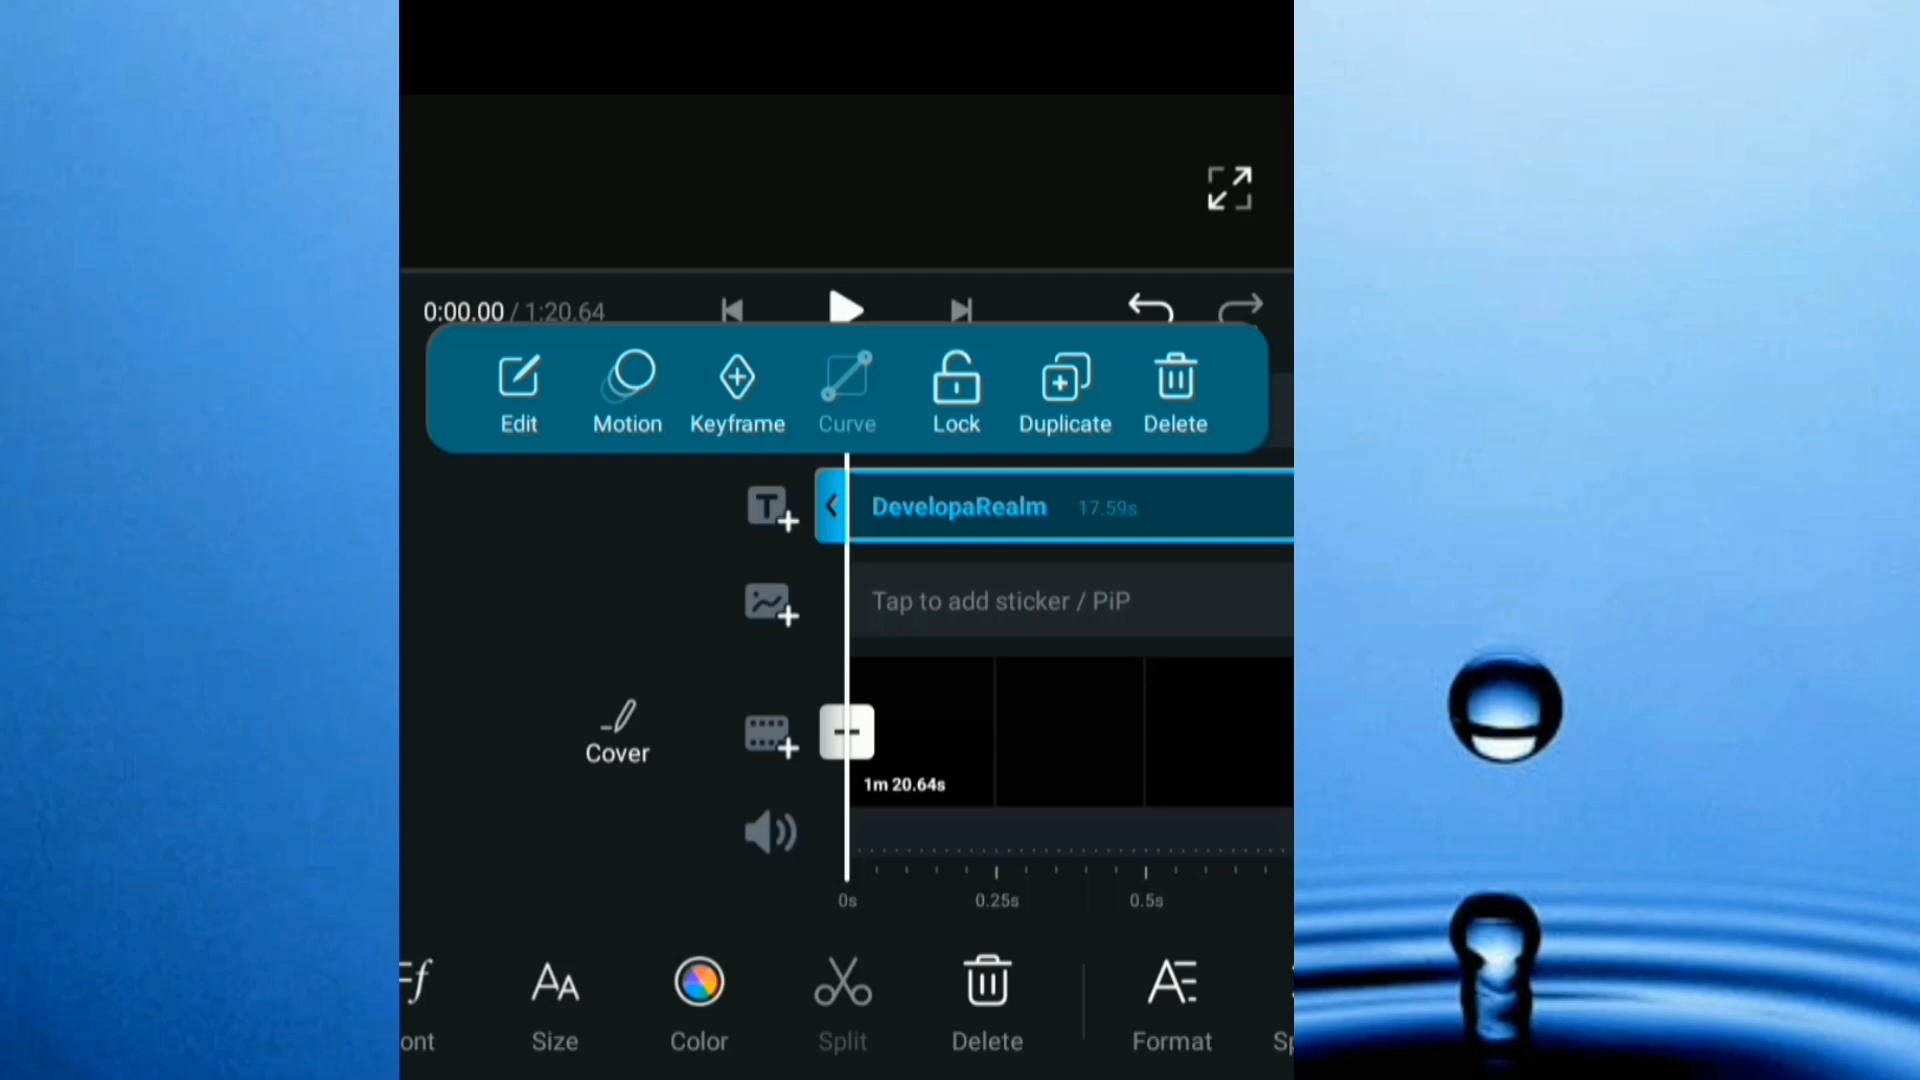 0:00.00 / 1:20.64
Edit Motion Keyframe Curve Lock Duplicate Delete
T DevelopaRealm 17.59s
Tap to add sticker / PiP
Cover
1m 20.64s
0s 0.25s 0.5s
ont Size Color Split Delete Format Sp